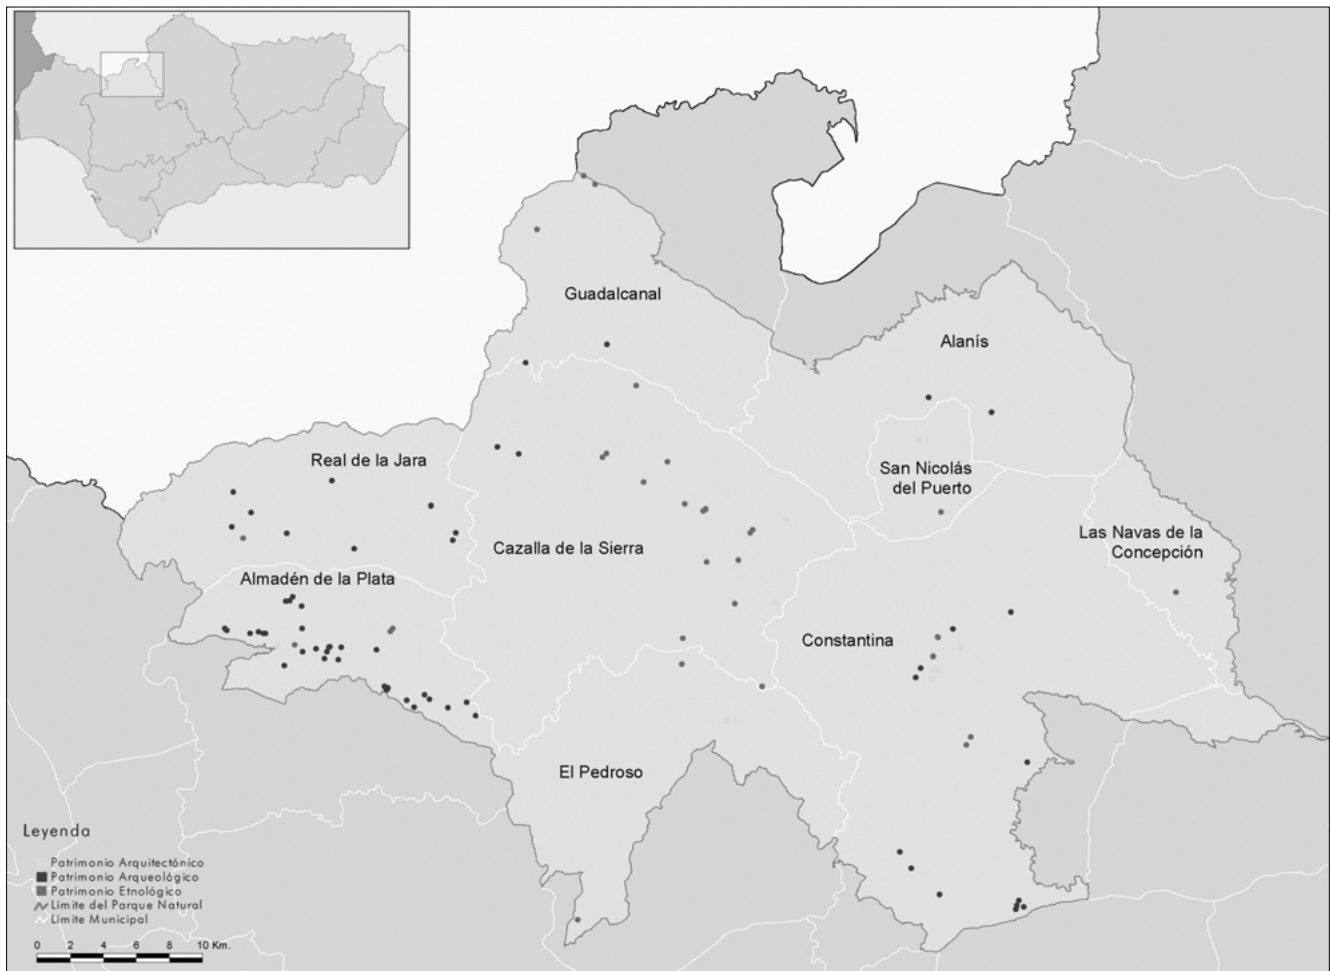 Guadalcanal
Alanís
Real de la Jara
San Nicolás
del Puerto
Las Navas de la
Concepción
Cazalla de la Sierra
Almadén de la Plata
Constantina
El Pedroso
Leyenda
Patrimonio Arquitectónico
Patrimonio Arqueológico
Patrimonio Etnológico
Límite del Parque Natural
Límite Municipal
0 2 4 6 8 10 Km.